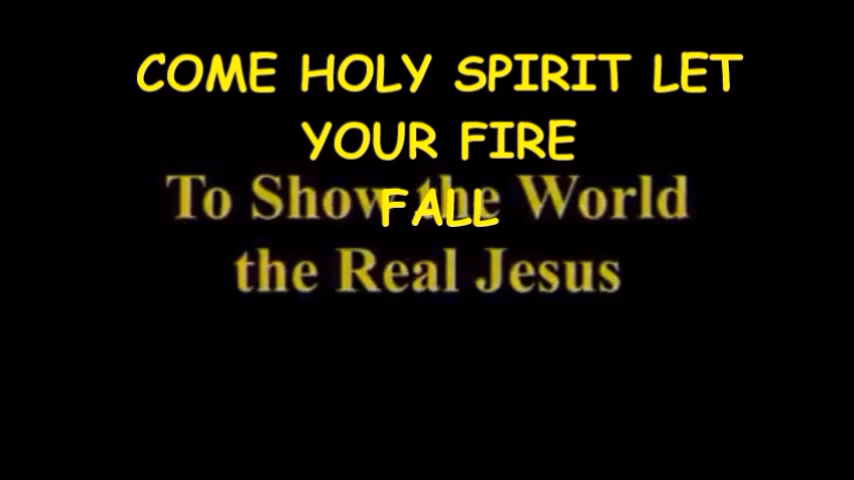 COME HOLY SPIRIT LET
YOUR FIRE
FALL
To Show the World
the Real Jesus